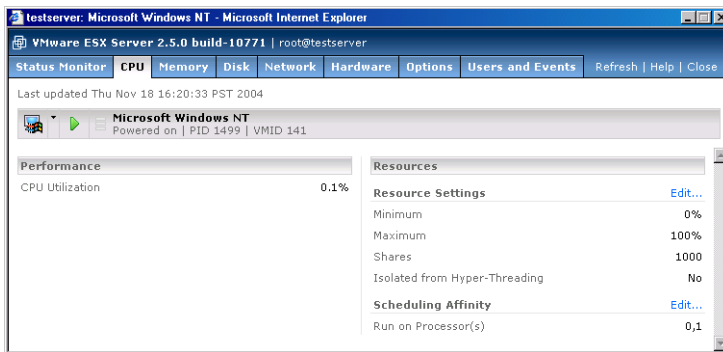 testserver: Microsoft Windows NT - Microsoft Internet Explorer
VMware ESX Server 2.5.0 build-10771 | root@testserver
Status Monitor CPU Memory Disk Network Hardware Options Users and Events Refresh | Help | Close
Last updated Thu Nov 18 16:20:33 PST 2004
Microsoft Windows NT
Powered on | PID 1499 | VMID 141
Performance
CPU Utilization 0.1%
Resources
Resource Settings Edit...
Minimum 0%
Maximum 100%
Shares 1000
Isolated from Hyper-Threading No
Scheduling Affinity Edit...
Run on Processor(s) 0,1